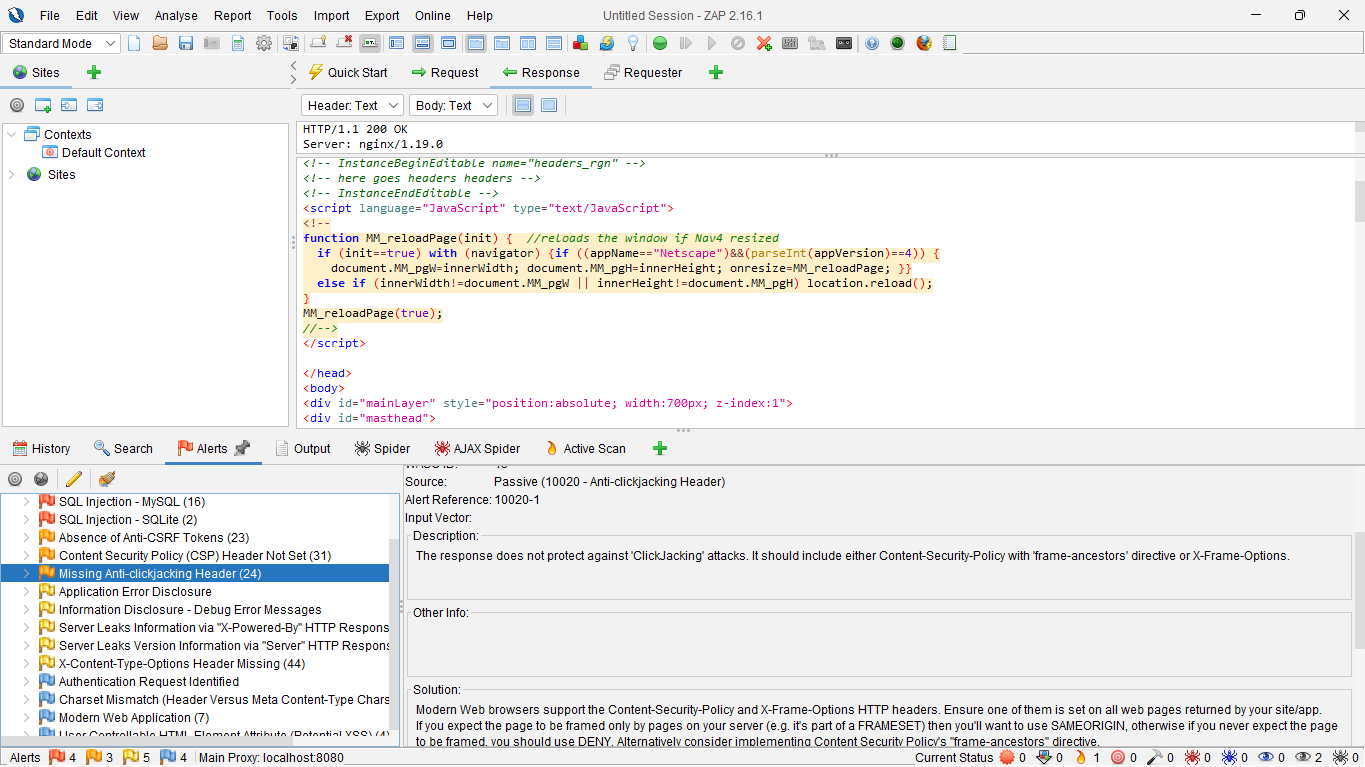 File Edit View Analyse Report Tools Import Export Online Help
Untitled Session - ZAP 2.16.1
Standard Mode
Sites
Quick Start Request Response Requester
Header: Text Body: Text
Contexts
Default Context
Sites
HTTP/1.1 200 OK
Server: nginx/1.19.0
<!-- InstanceBeginEditable name="headers_rgn" -->
<!-- here goes headers headers -->
<!-- InstanceEndEditable -->
<script language="JavaScript" type="text/JavaScript">
<!--
function MM_reloadPage(init) {  //reloads the window if Nav4 resized
if (init==true) with (navigator) {if ((appName=="Netscape")&&(parseInt(appVersion)==4)) {
document.MM_pgW=innerWidth; document.MM_pgH=innerHeight; onresize=MM_reloadPage; }}
else if (innerWidth!=document.MM_pgW || innerHeight!=document.MM_pgH) location.reload();
}
MM_reloadPage(true);
//-->
</script>
</head>
<body>
<div id="mainLayer" style="position:absolute; width:700px; z-index:1">
<div id="masthead">
History Search Alerts Output Spider AJAX Spider Active Scan
SQL Injection - MySQL (16)
SQL Injection - SQLite (2)
Absence of Anti-CSRF Tokens (23)
Content Security Policy (CSP) Header Not Set (31)
Missing Anti-clickjacking Header (24)
Application Error Disclosure
Information Disclosure - Debug Error Messages
Server Leaks Information via "X-Powered-By" HTTP Respons
Server Leaks Version Information via "Server" HTTP Respons
X-Content-Type-Options Header Missing (44)
Authentication Request Identified
Charset Mismatch (Header Versus Meta Content-Type Chars
Modern Web Application (7)
User Controllable HTML Element Attribute (Potential XSS) (4)
Source: Passive (10020 - Anti-clickjacking Header)
Alert Reference: 10020-1
Input Vector:
Description:
The response does not protect against 'ClickJacking' attacks. It should include either Content-Security-Policy with 'frame-ancestors' directive or X-Frame-Options.
Other Info:
Solution:
Modern Web browsers support the Content-Security-Policy and X-Frame-Options HTTP headers. Ensure one of them is set on all web pages returned by your site/app.
If you expect the page to be framed only by pages on your server (e.g. it's part of a FRAMESET) then you'll want to use SAMEORIGIN, otherwise if you never expect the page
to be framed, you should use DENY. Alternatively consider implementing Content Security Policy's "frame-ancestors" directive.
Alerts 4 3 5 4 Main Proxy: localhost:8080 Current Status 0 0 1 0 0 0 0 0 2 0